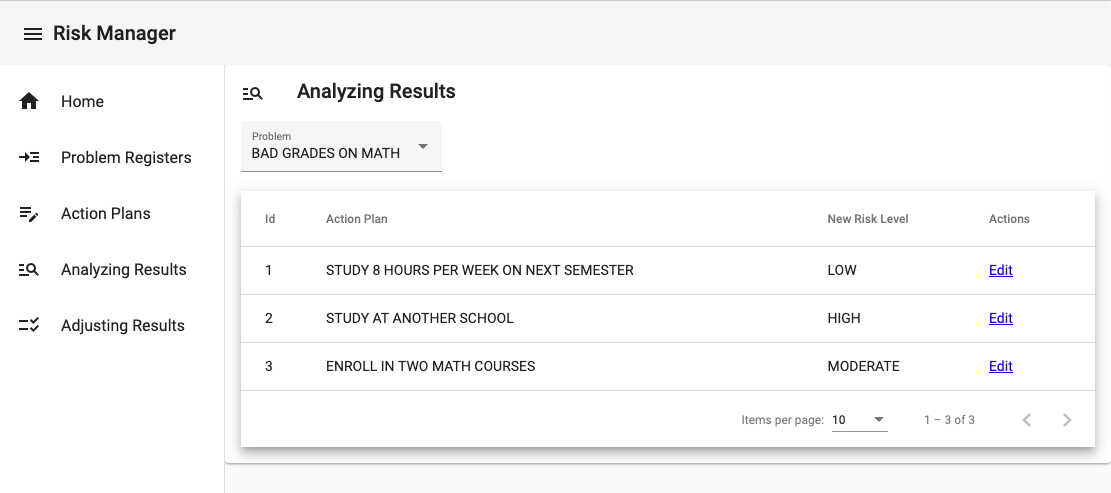 Risk Manager
Home
Problem Registers
Action Plans
Analyzing Results
Adjusting Results
Analyzing Results
Problem
BAD GRADES ON MATH
Id Action Plan New Risk Level Actions
1 STUDY 8 HOURS PER WEEK ON NEXT SEMESTER LOW Edit
2 STUDY AT ANOTHER SCHOOL HIGH Edit
3 ENROLL IN TWO MATH COURSES MODERATE Edit
Items per page: 10 1 – 3 of 3